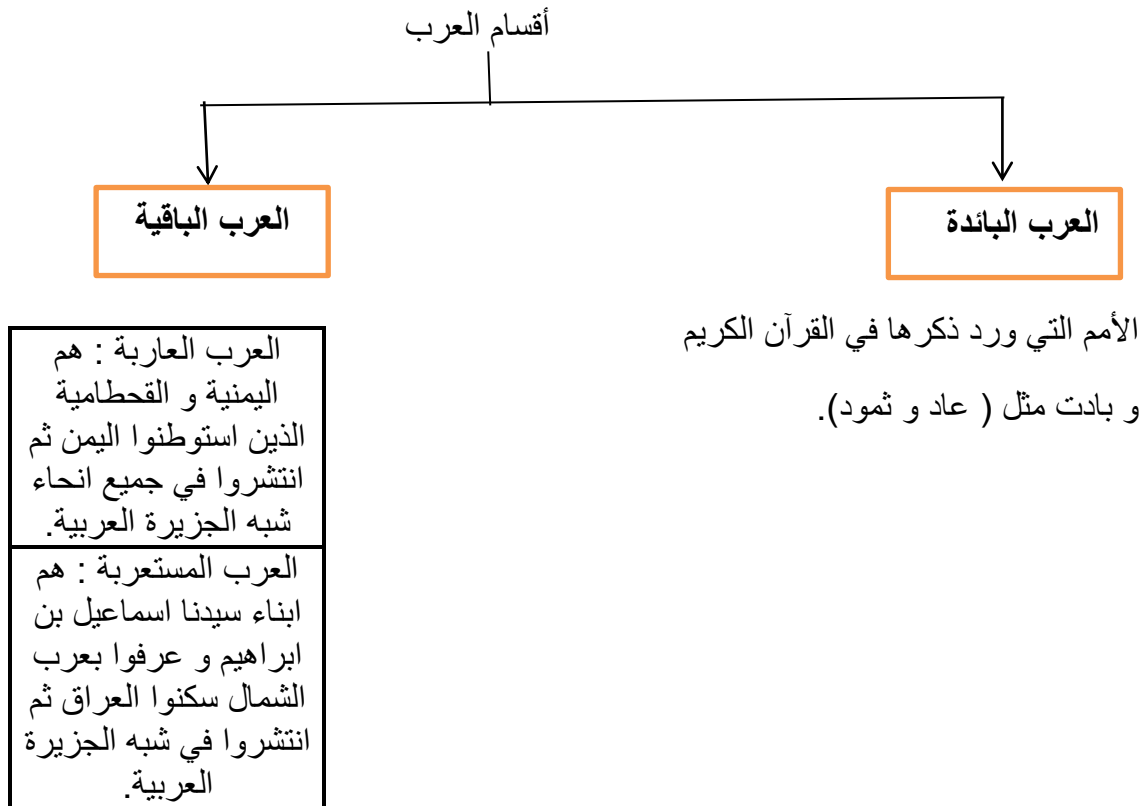 أقسام العرب
العرب البائدة
الأمم التي ورد ذكرها في القرآن الكريم
و بادت مثل ( عاد و ثمود).
العرب الباقية
العرب العاربة : هم
اليمنية و القحطامية
الذين استوطنوا اليمن ثم
انتشروا في جميع انحاء
شبه الجزيرة العربية.
العرب المستعربة : هم
ابناء سيدنا اسماعيل بن
ابراهيم و عرفوا بعرب
الشمال سكنوا العراق ثم
انتشروا في شبه الجزيرة
العربية.